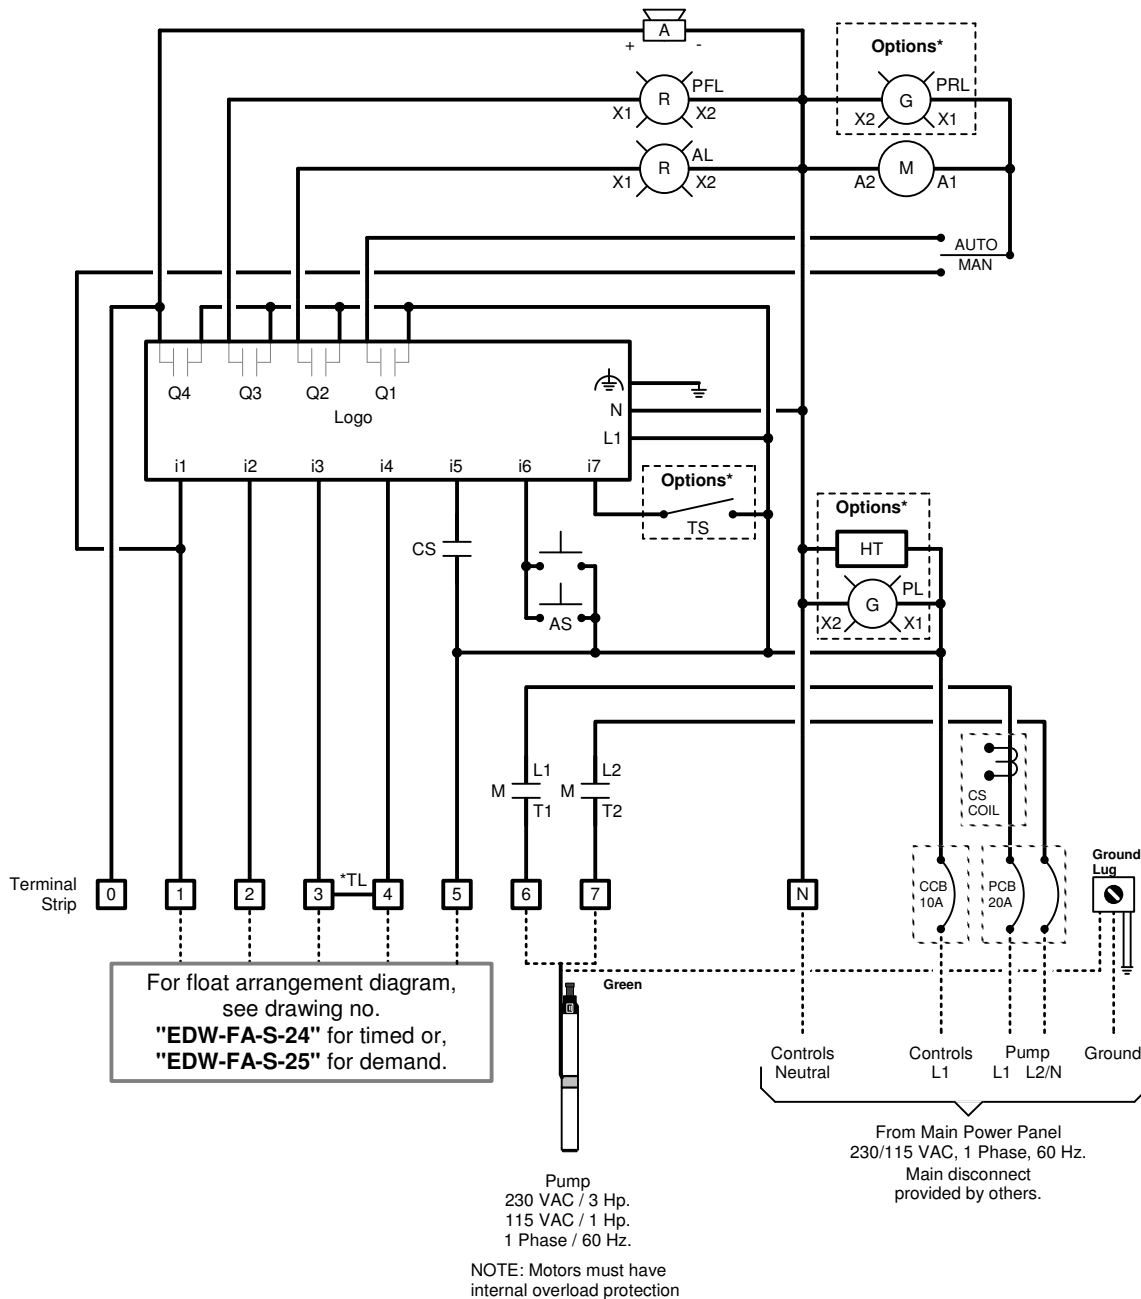 A
+ -
Options*
R PFL
X1 X2
G PRL
X2 X1
R AL
X1 X2
M
A2 A1
AUTO
MAN
Q4 Q3 Q2 Q1
Logo
N
L1
i1 i2 i3 i4 i5 i6 i7
Options*
TS
CS
AS
Options*
HT
G PL
X2 X1
M L1
T1
M L2
T2
CS
COIL
Terminal
Strip
0 1 2 3 *TL 4 5 6 7 N
CCB
10A
PCB
20A
Ground
Lug
For float arrangement diagram,
see drawing no.
"EDW-FA-S-24" for timed or,
"EDW-FA-S-25" for demand.
Green
Controls
Neutral
Controls
L1
Pump
L1 L2/N
Ground
From Main Power Panel
230/115 VAC, 1 Phase, 60 Hz.
Main disconnect
provided by others.
Pump
230 VAC / 3 Hp.
115 VAC / 1 Hp.
1 Phase / 60 Hz.
NOTE: Motors must have
internal overload protection